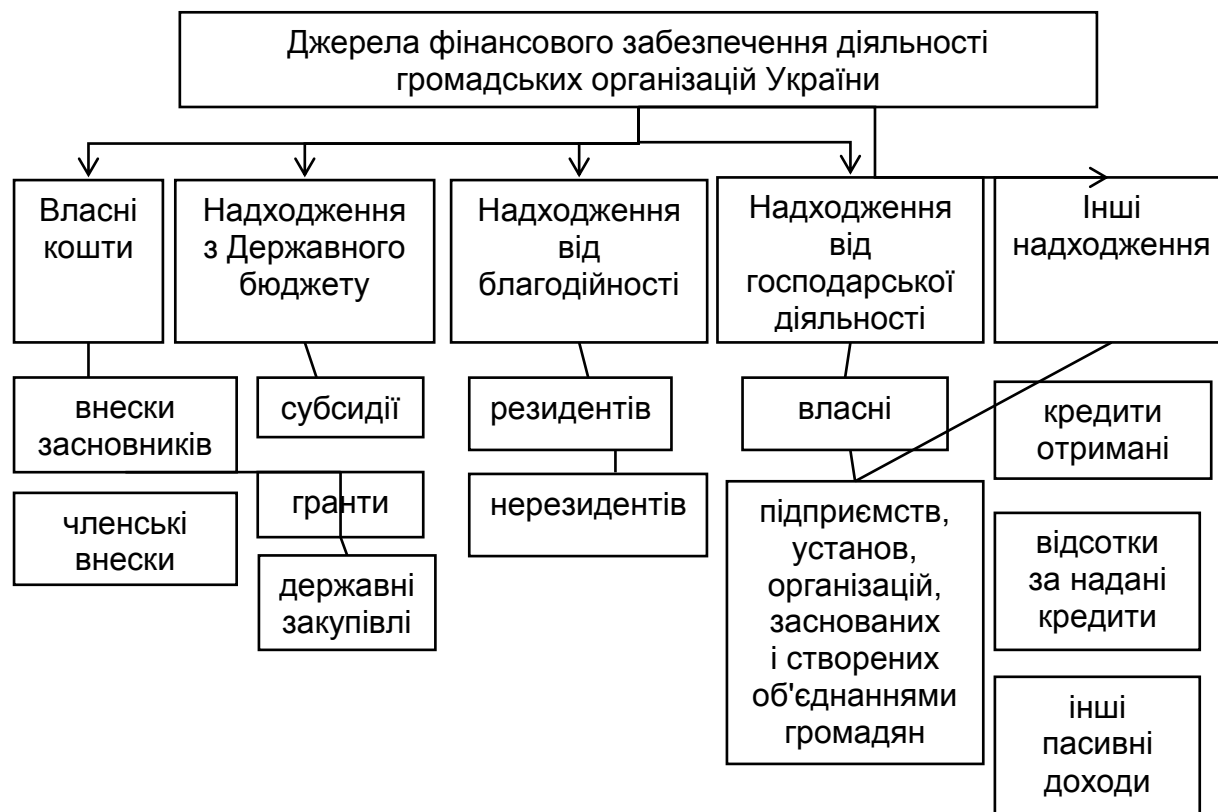 Джерела фінансового забезпечення діяльності
громадських організацій України
Власні
кошти
Надходження
з Державного
бюджету
Надходження
від
благодійності
Надходження
від
господарської
діяльності
Інші
надходження
внески
засновників
членські
внески
субсидії
гранти
державні
закупівлі
резидентів
нерезидентів
власні
підприємств,
установ,
організацій,
заснованих
і створених
об'єднаннями
громадян
кредити
отримані
відсотки
за надані
кредити
інші
пасивні
доходи